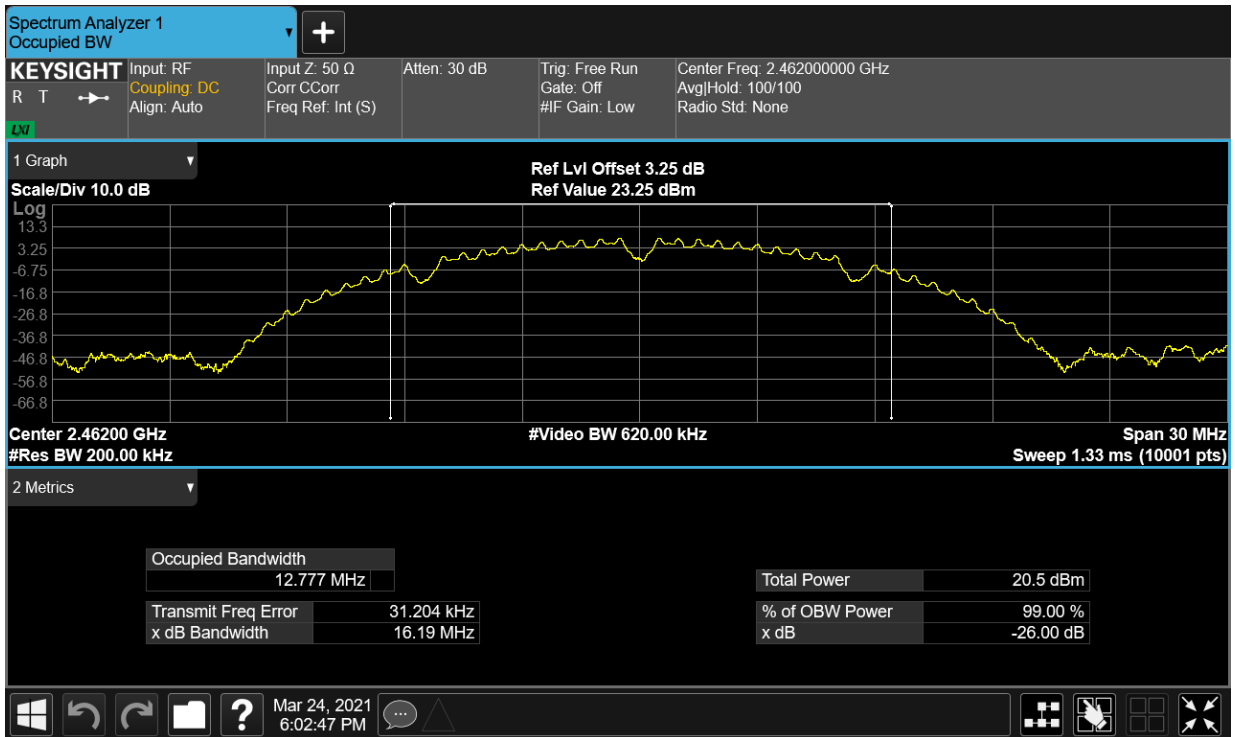 Spectrum Analyzer 1
Occupied BW
▼
+
KEYSIGHT
R T
LXI
Input: RF
Coupling: DC
Align: Auto
Input Z: 50 Ω
Corr CCorr
Freq Ref: Int (S)
Atten: 30 dB
Trig: Free Run
Gate: Off
#IF Gain: Low
Center Freq: 2.462000000 GHz
Avg|Hold: 100/100
Radio Std: None
1 Graph
▼
Scale/Div 10.0 dB
Ref Lvl Offset 3.25 dB
Ref Value 23.25 dBm
Log
13.3
3.25
-6.75
-16.8
-26.8
-36.8
-46.8
-56.8
-66.8
Center 2.46200 GHz
#Res BW 200.00 kHz
#Video BW 620.00 kHz
Span 30 MHz
Sweep 1.33 ms (10001 pts)
2 Metrics
▼
Occupied Bandwidth
12.777 MHz
Transmit Freq Error 31.204 kHz
x dB Bandwidth 16.19 MHz
Total Power 20.5 dBm
% of OBW Power 99.00 %
x dB -26.00 dB
?
Mar 24, 2021
6:02:47 PM
...